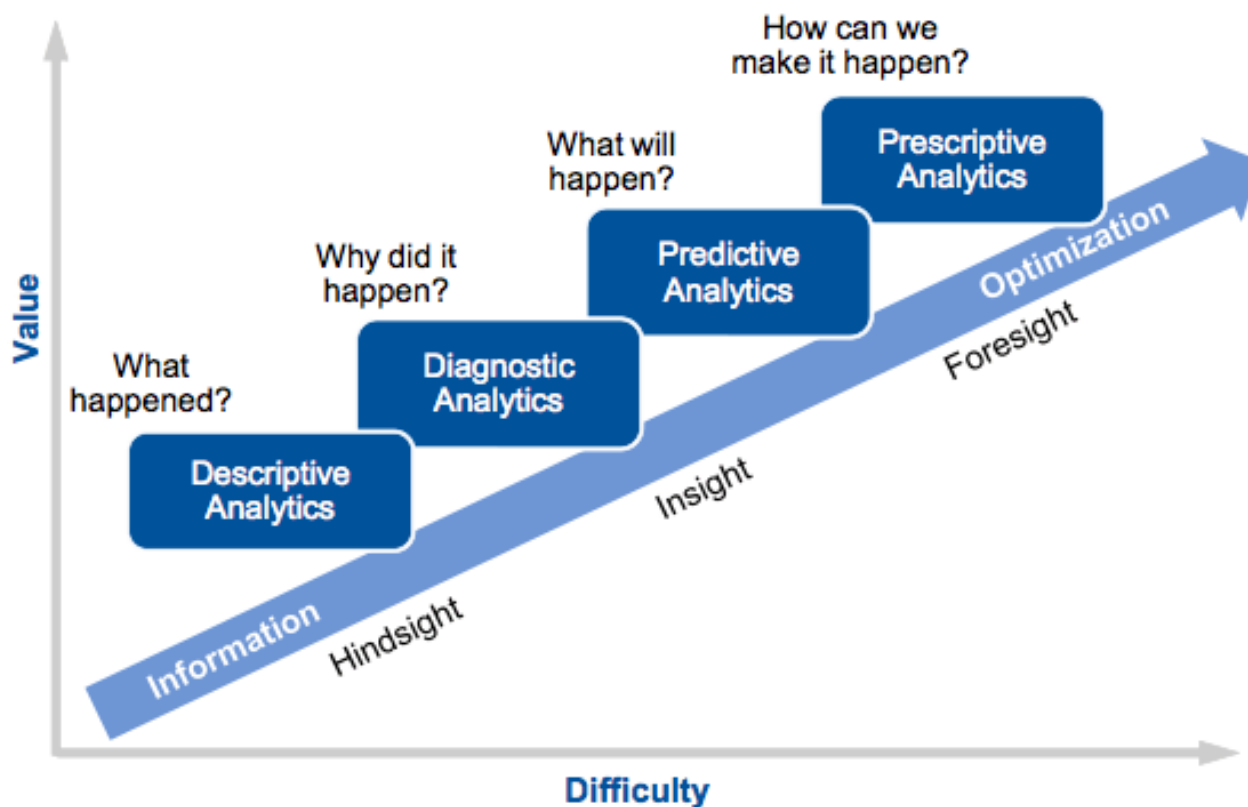 How can we
make it happen?
Prescriptive
Analytics
What will
happen?
Predictive
Analytics
Why did it
happen?
Diagnostic
Analytics
What
happened?
Descriptive
Analytics
Value
Information
Optimization
Hindsight
Insight
Foresight
Difficulty